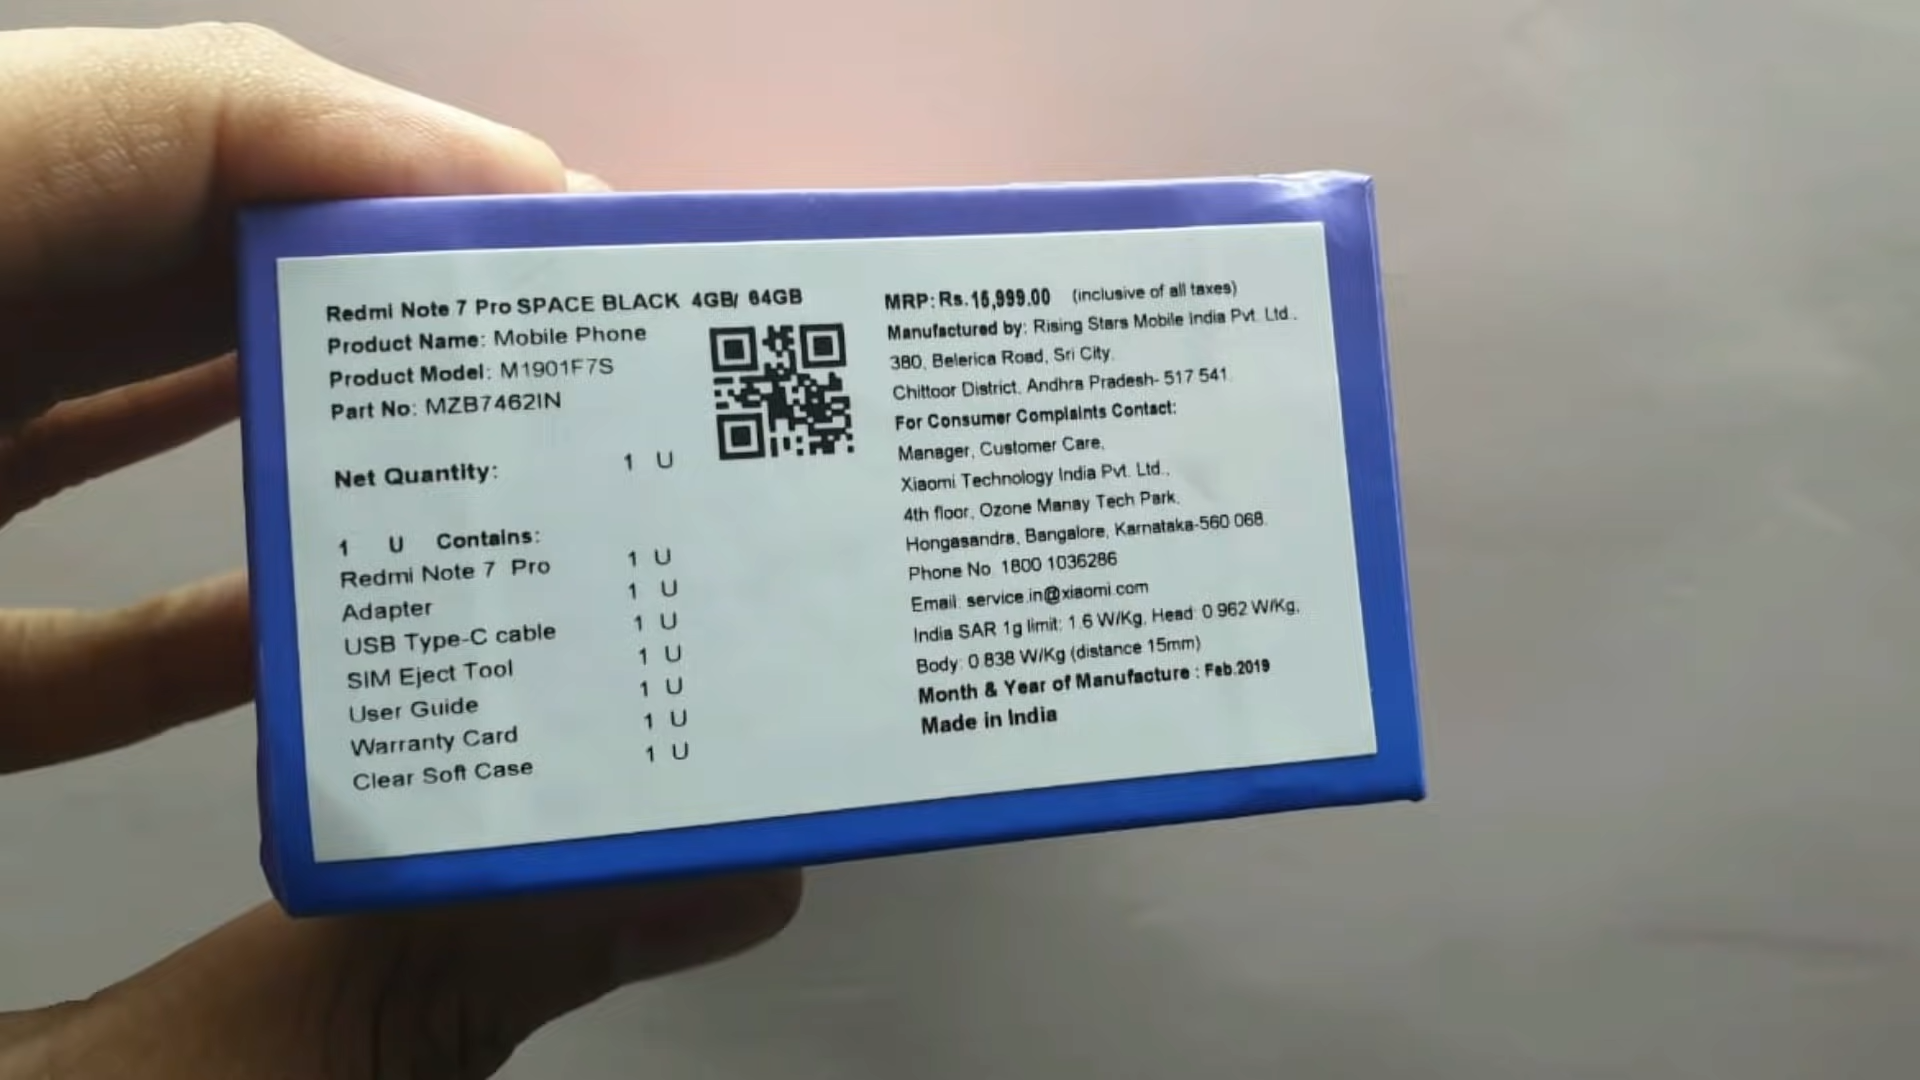 Redmi Note 7 Pro SPACE BLACK 4GB/ 64GB
Product Name: Mobile Phone
Product Model: M1901F7S
Part No: MZB7462IN
Net Quantity: 1 U
1 U Contains:
Redmi Note 7 Pro 1 U
Adapter 1 U
USB Type-C cable 1 U
SIM Eject Tool 1 U
User Guide 1 U
Warranty Card 1 U
Clear Soft Case 1 U
MRP: Rs. 15,999.00 (inclusive of all taxes)
Manufactured by: Rising Stars Mobile India Pvt. Ltd.,
380, Belerica Road, Sri City,
Chittoor District, Andhra Pradesh- 517 541.
For Consumer Complaints Contact:
Manager, Customer Care,
Xiaomi Technology India Pvt. Ltd.,
4th floor, Ozone Manay Tech Park,
Hongasandra, Bangalore, Karnataka-560 068.
Phone No. 1800 1036286
Email: service.in@xiaomi.com
India SAR 1g limit: 1.6 W/Kg, Head: 0.962 W/Kg,
Body: 0.838 W/Kg (distance 15mm)
Month & Year of Manufacture : Feb.2019
Made in India